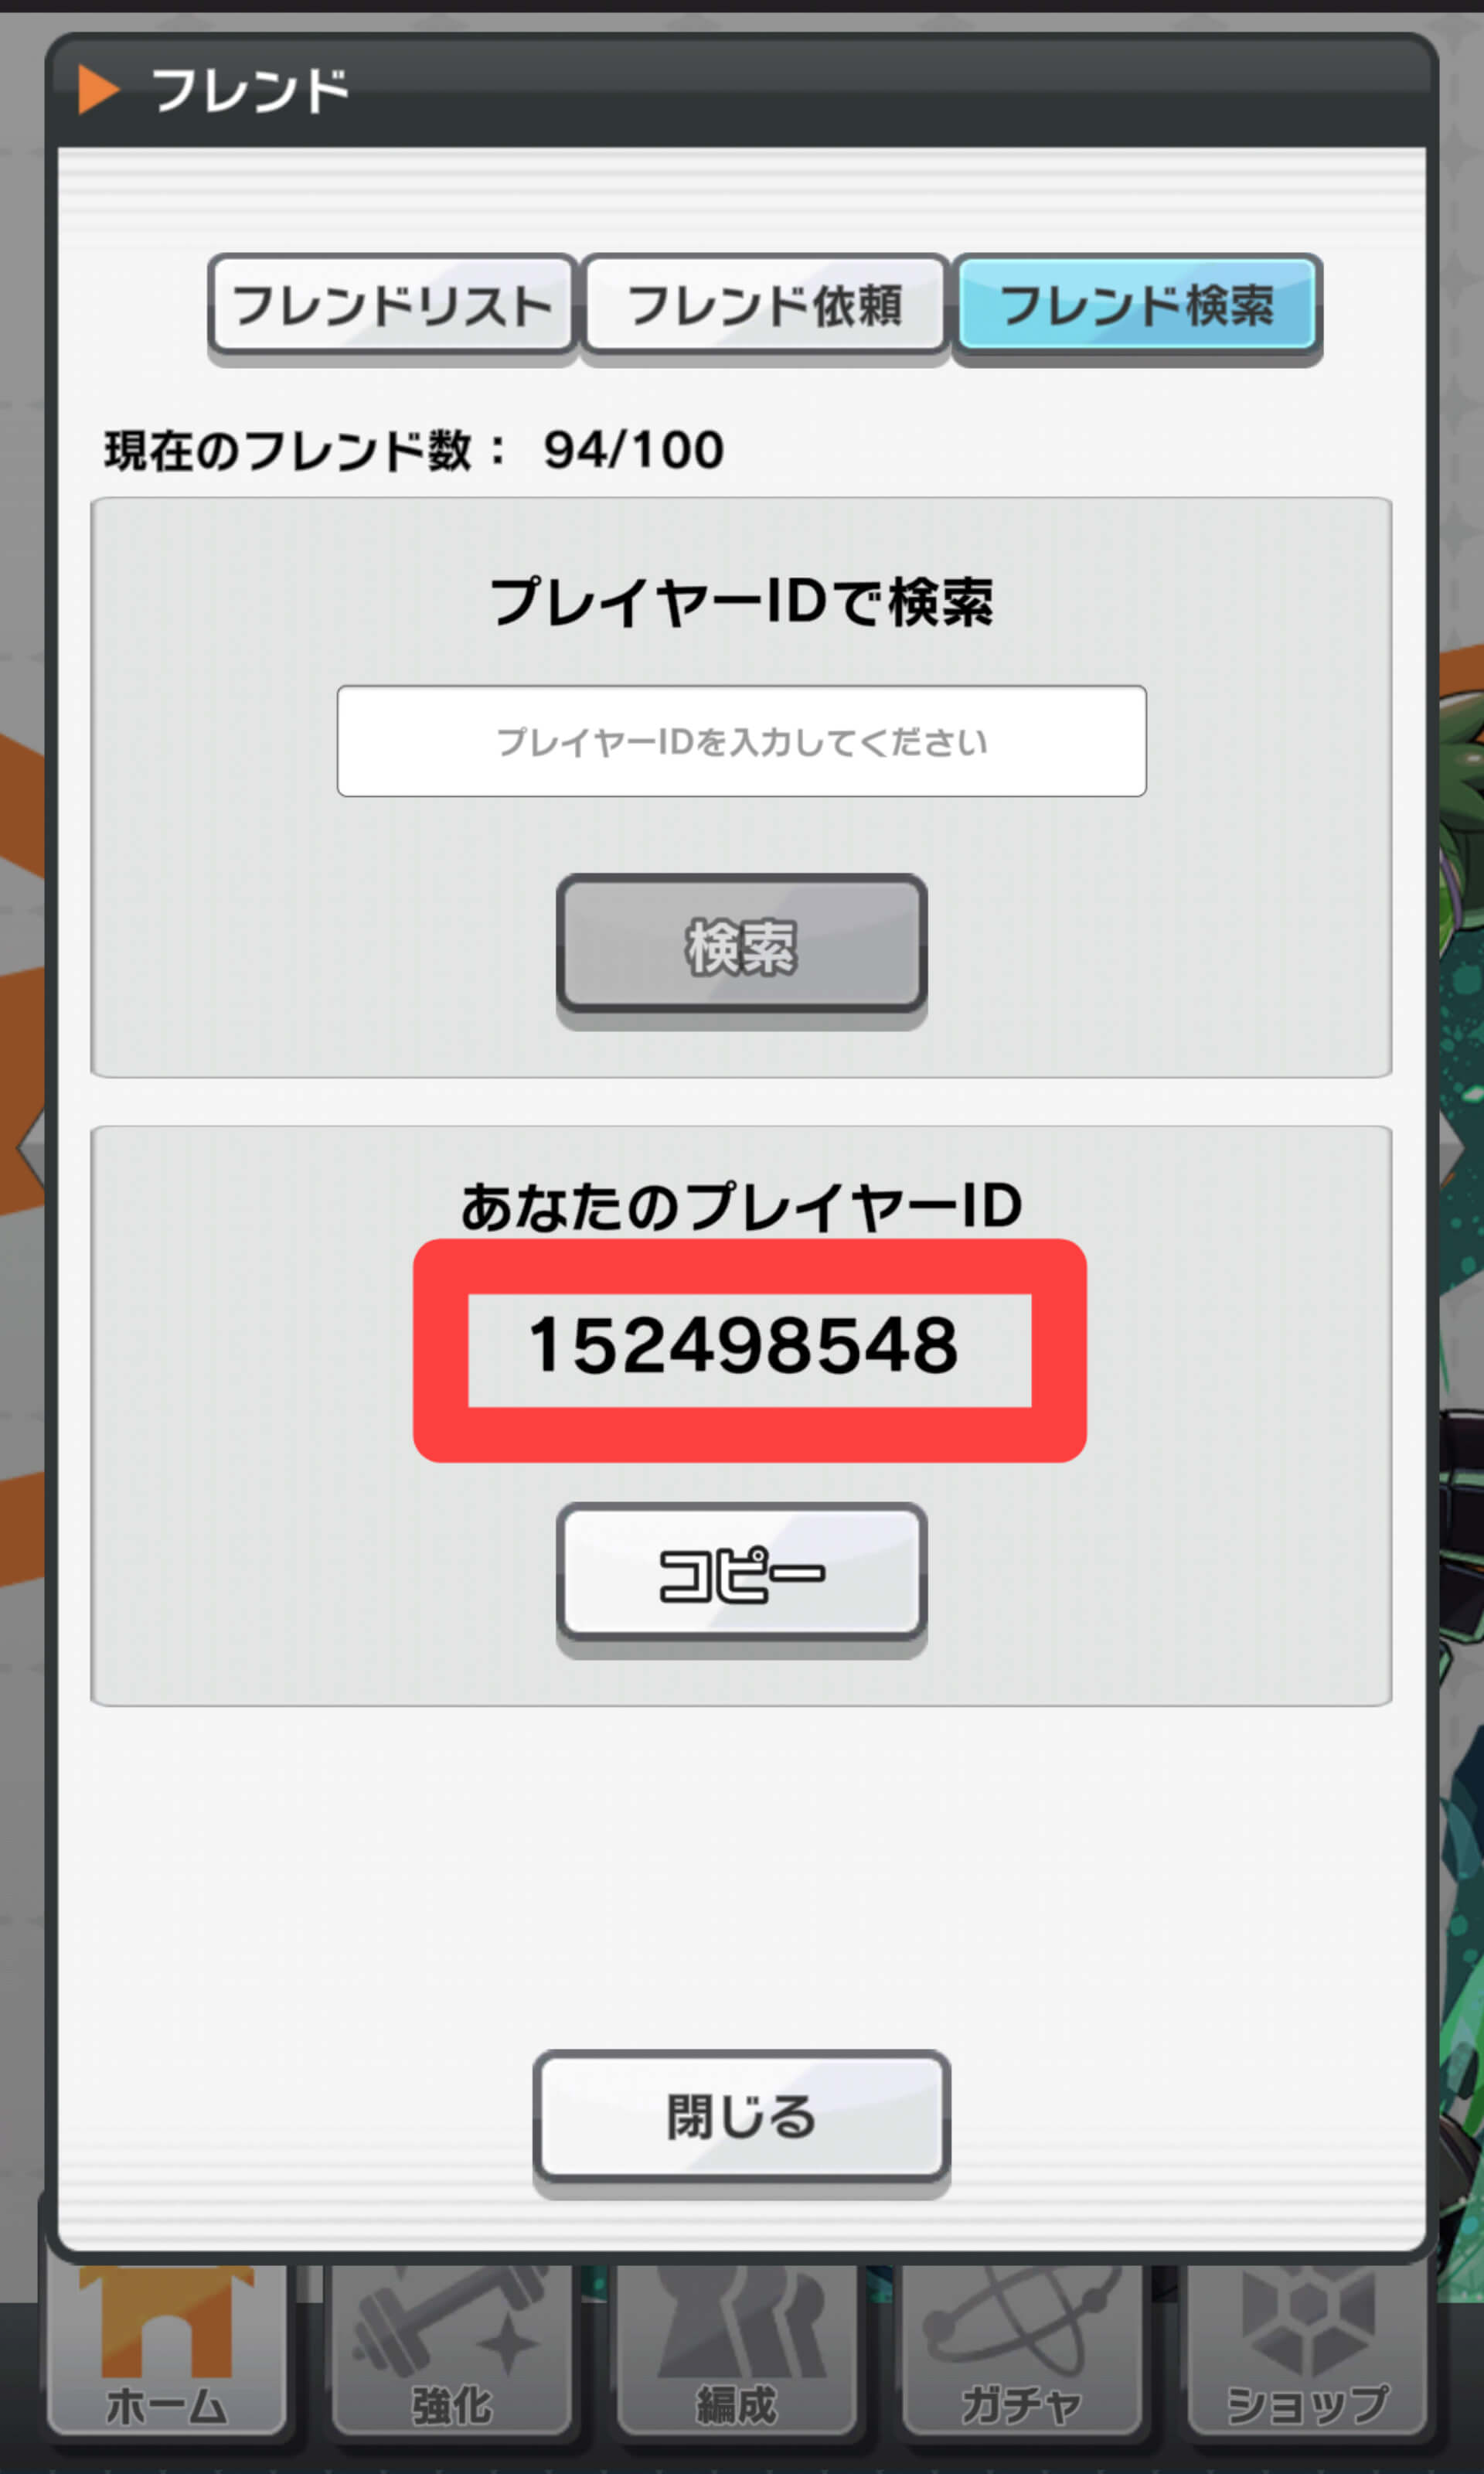 フレンド
フレンドリスト
フレンド依頼
フレンド検索
現在のフレンド数： 94/100
プレイヤーIDで検索
プレイヤーIDを入力してください
検索
あなたのプレイヤーID
152498548
コピー
閉じる
ホーム
強化
編成
ガチャ
ショップ